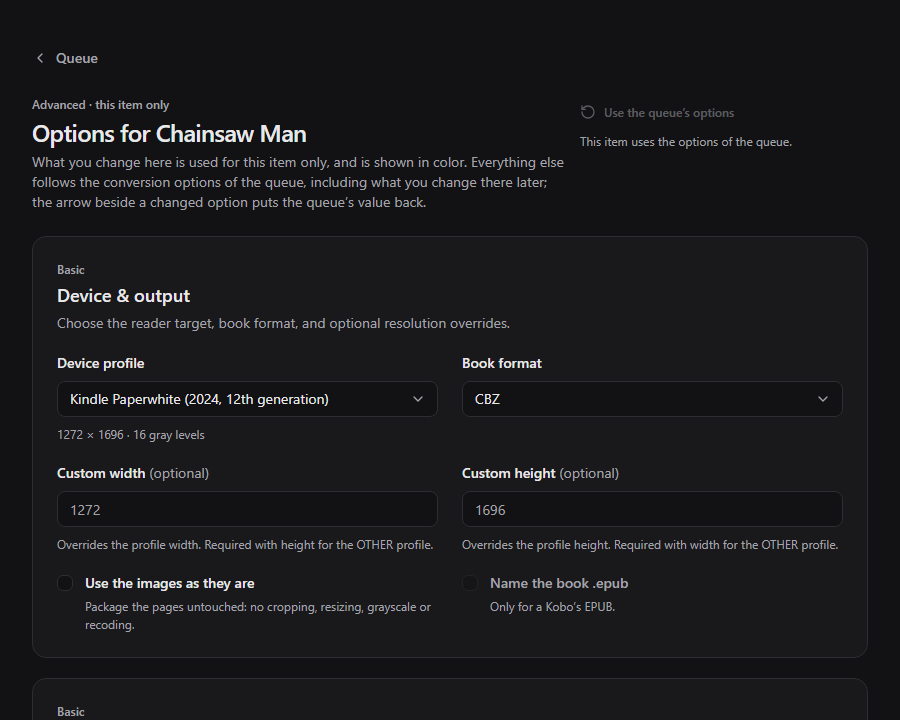 Queue
Advanced · this item only
Options for Chainsaw Man
What you change here is used for this item only, and is shown in color. Everything else
follows the conversion options of the queue, including what you change there later;
the arrow beside a changed option puts the queue's value back.
Use the queue's options
This item uses the options of the queue.
Basic
Device & output
Choose the reader target, book format, and optional resolution overrides.
Device profile
Kindle Paperwhite (2024, 12th generation)
1272 × 1696 · 16 gray levels
Book format
CBZ
Custom width (optional)
1272
Overrides the profile width. Required with height for the OTHER profile.
Custom height (optional)
1696
Overrides the profile height. Required with width for the OTHER profile.
Use the images as they are
Package the pages untouched: no cropping, resizing, grayscale or
recoding.
Name the book .epub
Only for a Kobo's EPUB.
Basic